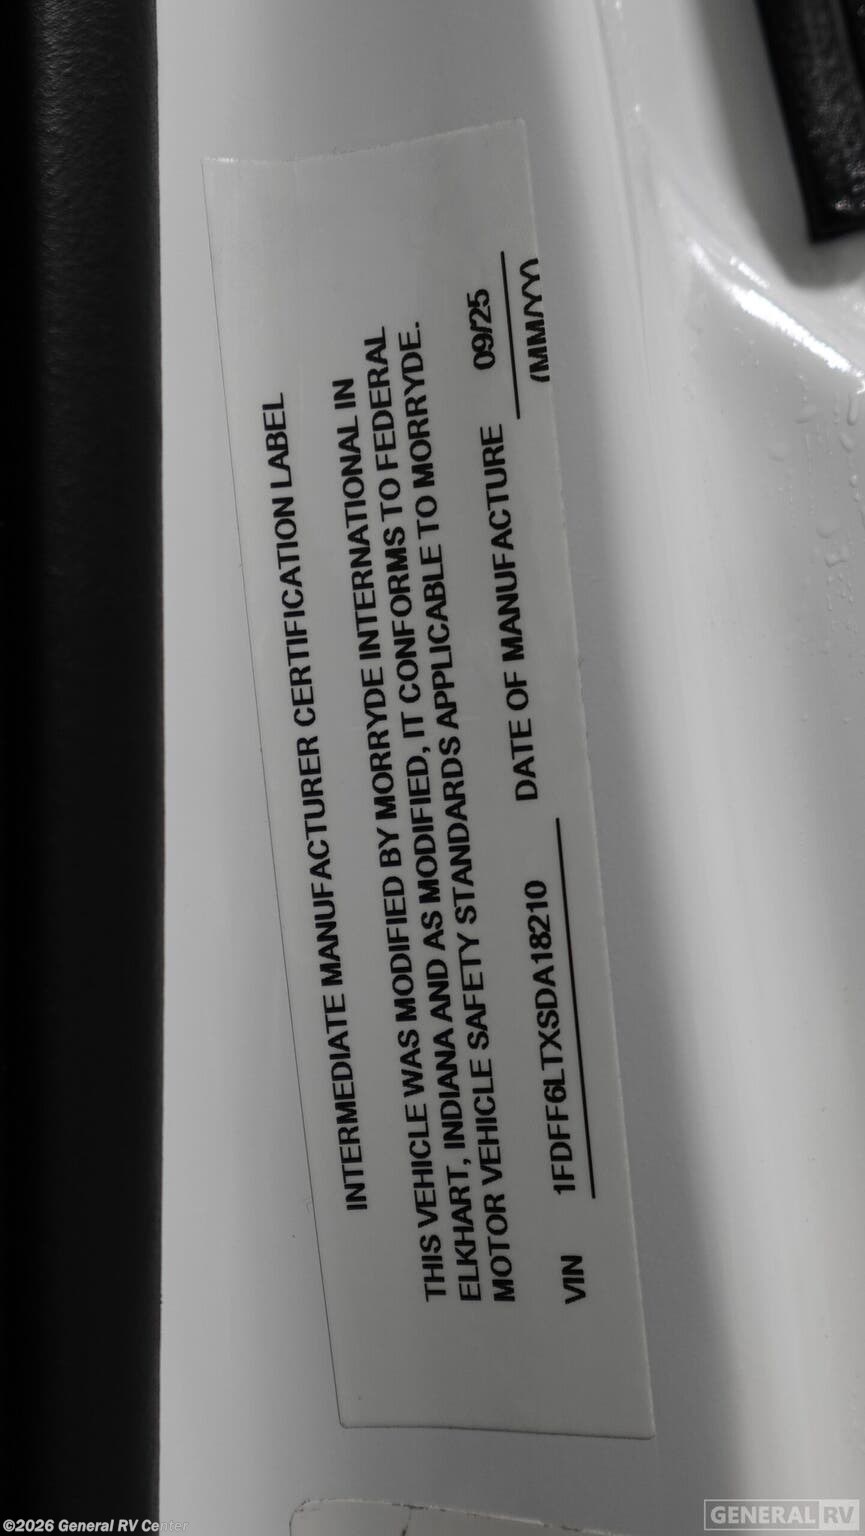 INTERMEDIATE MANUFACTURER CERTIFICATION LABEL
THIS VEHICLE WAS MODIFIED BY MORRYDE INTERNATIONAL IN
ELKHART, INDIANA AND AS MODIFIED, IT CONFORMS TO FEDERAL
MOTOR VEHICLE SAFETY STANDARDS APPLICABLE TO MORRYDE.
VIN 1FDFF6LTXSDA18210 DATE OF MANUFACTURE 09/25
(MM/YY)
©2026 General RV Center
GENERAL RV